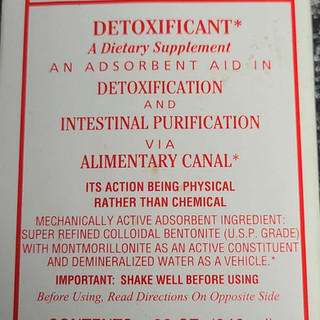 DETOXIFICANT*
A Dietary Supplement
AN ADSORBENT AID IN
DETOXIFICATION
AND
INTESTINAL PURIFICATION
VIA
ALIMENTARY CANAL*
ITS ACTION BEING PHYSICAL
RATHER THAN CHEMICAL
MECHANICALLY ACTIVE ADSORBENT INGREDIENT:
SUPER REFINED COLLOIDAL BENTONITE (U.S.P. GRADE)
WITH MONTMORILLONITE AS AN ACTIVE CONSTITUENT
AND DEMINERALIZED WATER AS A VEHICLE.*
IMPORTANT: SHAKE WELL BEFORE USING
Before Using, Read Directions On Opposite Side